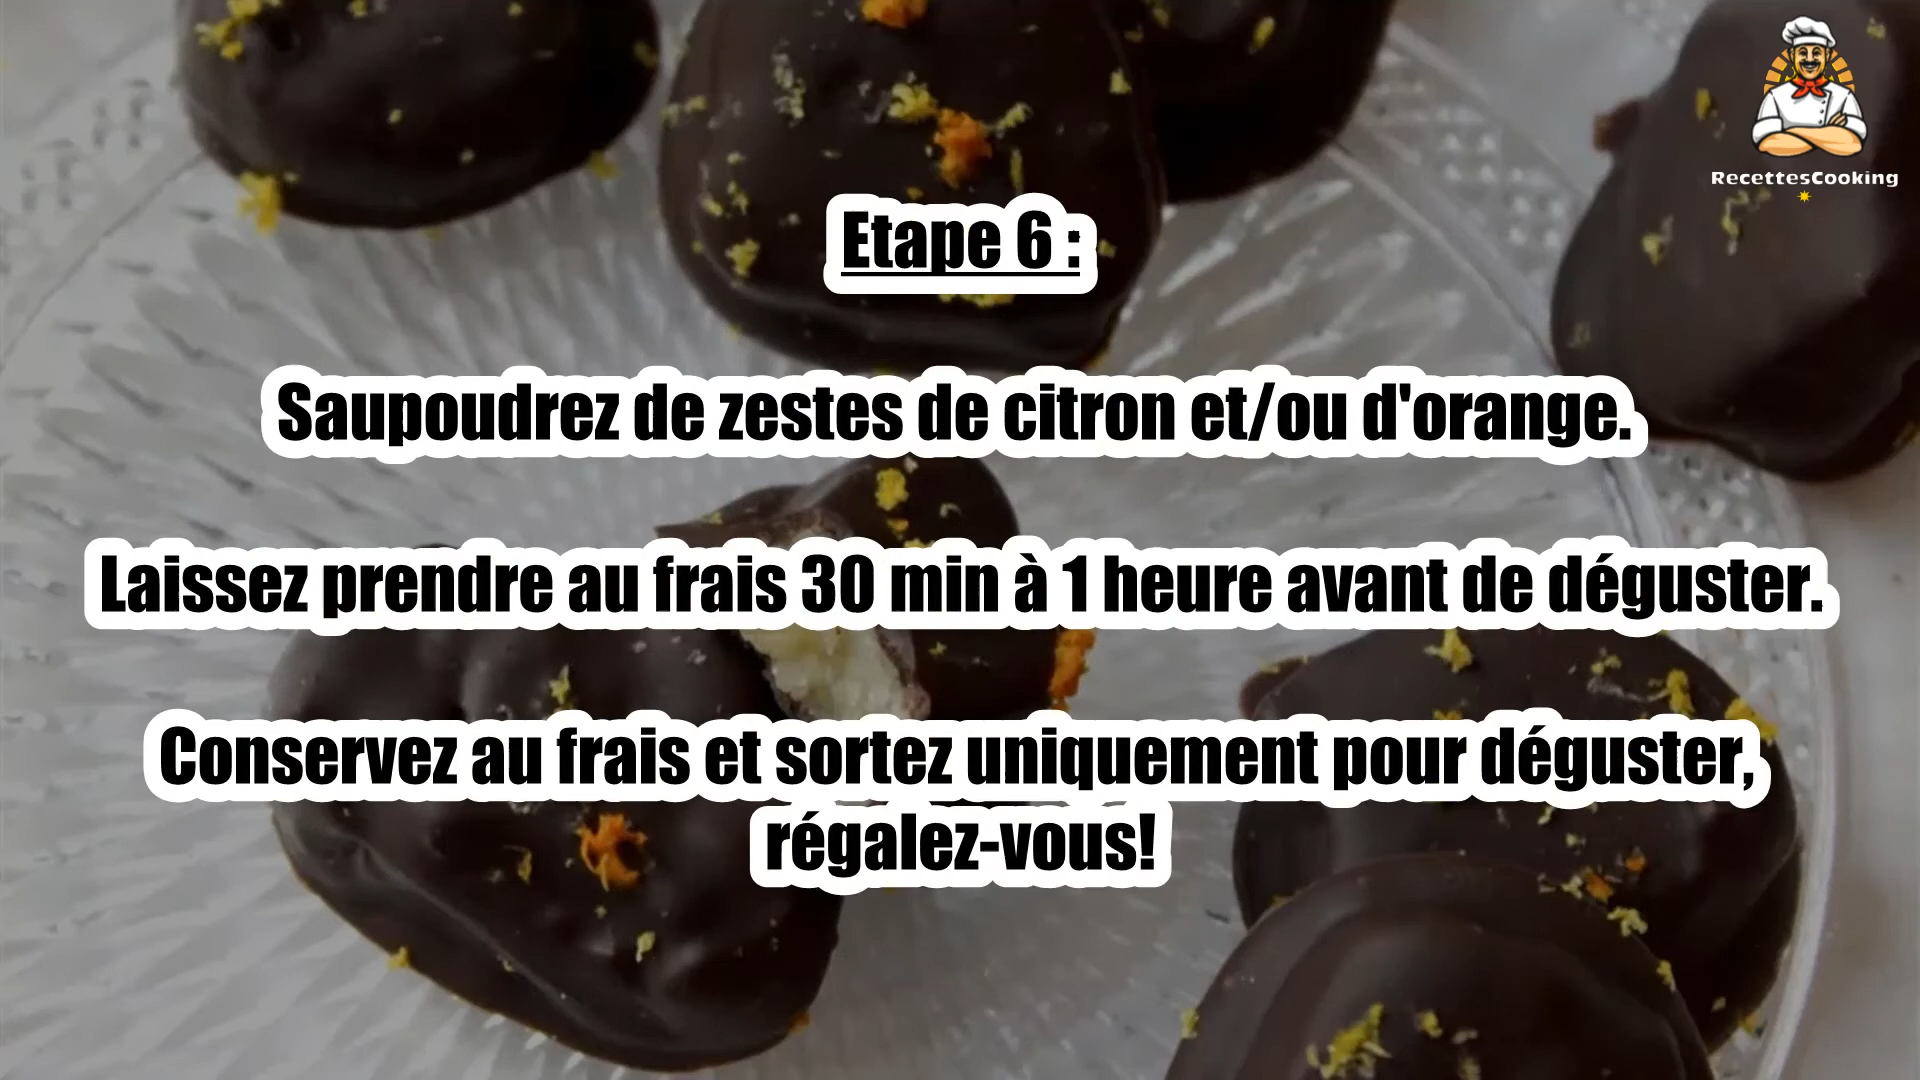 RecettesCooking
Etape 6 :
Saupoudrez de zestes de citron et/ou d'orange.
Laissez prendre au frais 30 min à 1 heure avant de déguster.
Conservez au frais et sortez uniquement pour déguster,
régalez-vous!